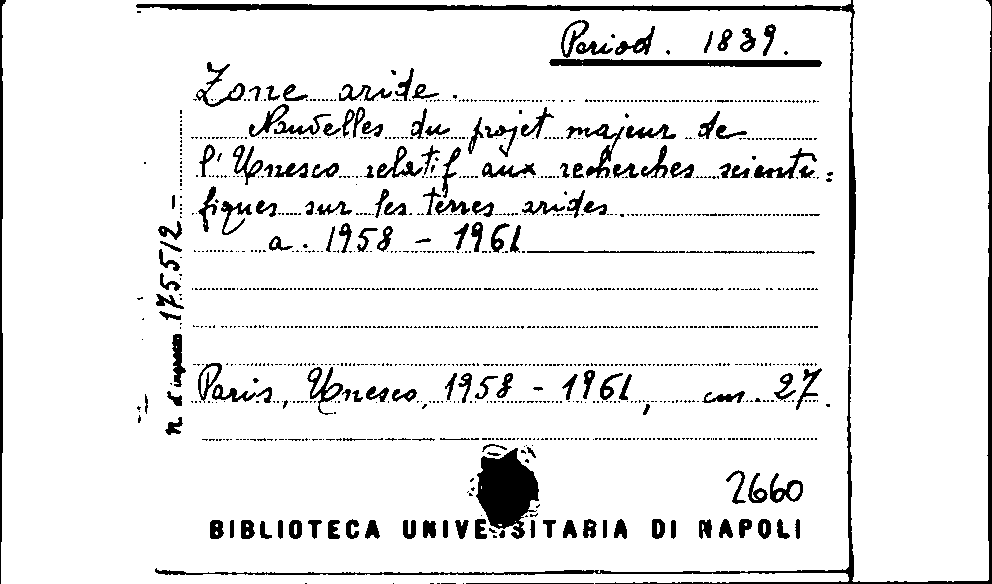 Period. 1839.
Zone aride.
Nouvelles du projet majeur de
l'Unesco relatif aux recherches scienti=
fiques sur les terres arides.
a. 1958 - 1961
n. d'ingresso 175512 -
Paris, Unesco, 1958 - 1961, cm. 27.
2660
BIBLIOTECA UNIVERSITARIA DI NAPOLI